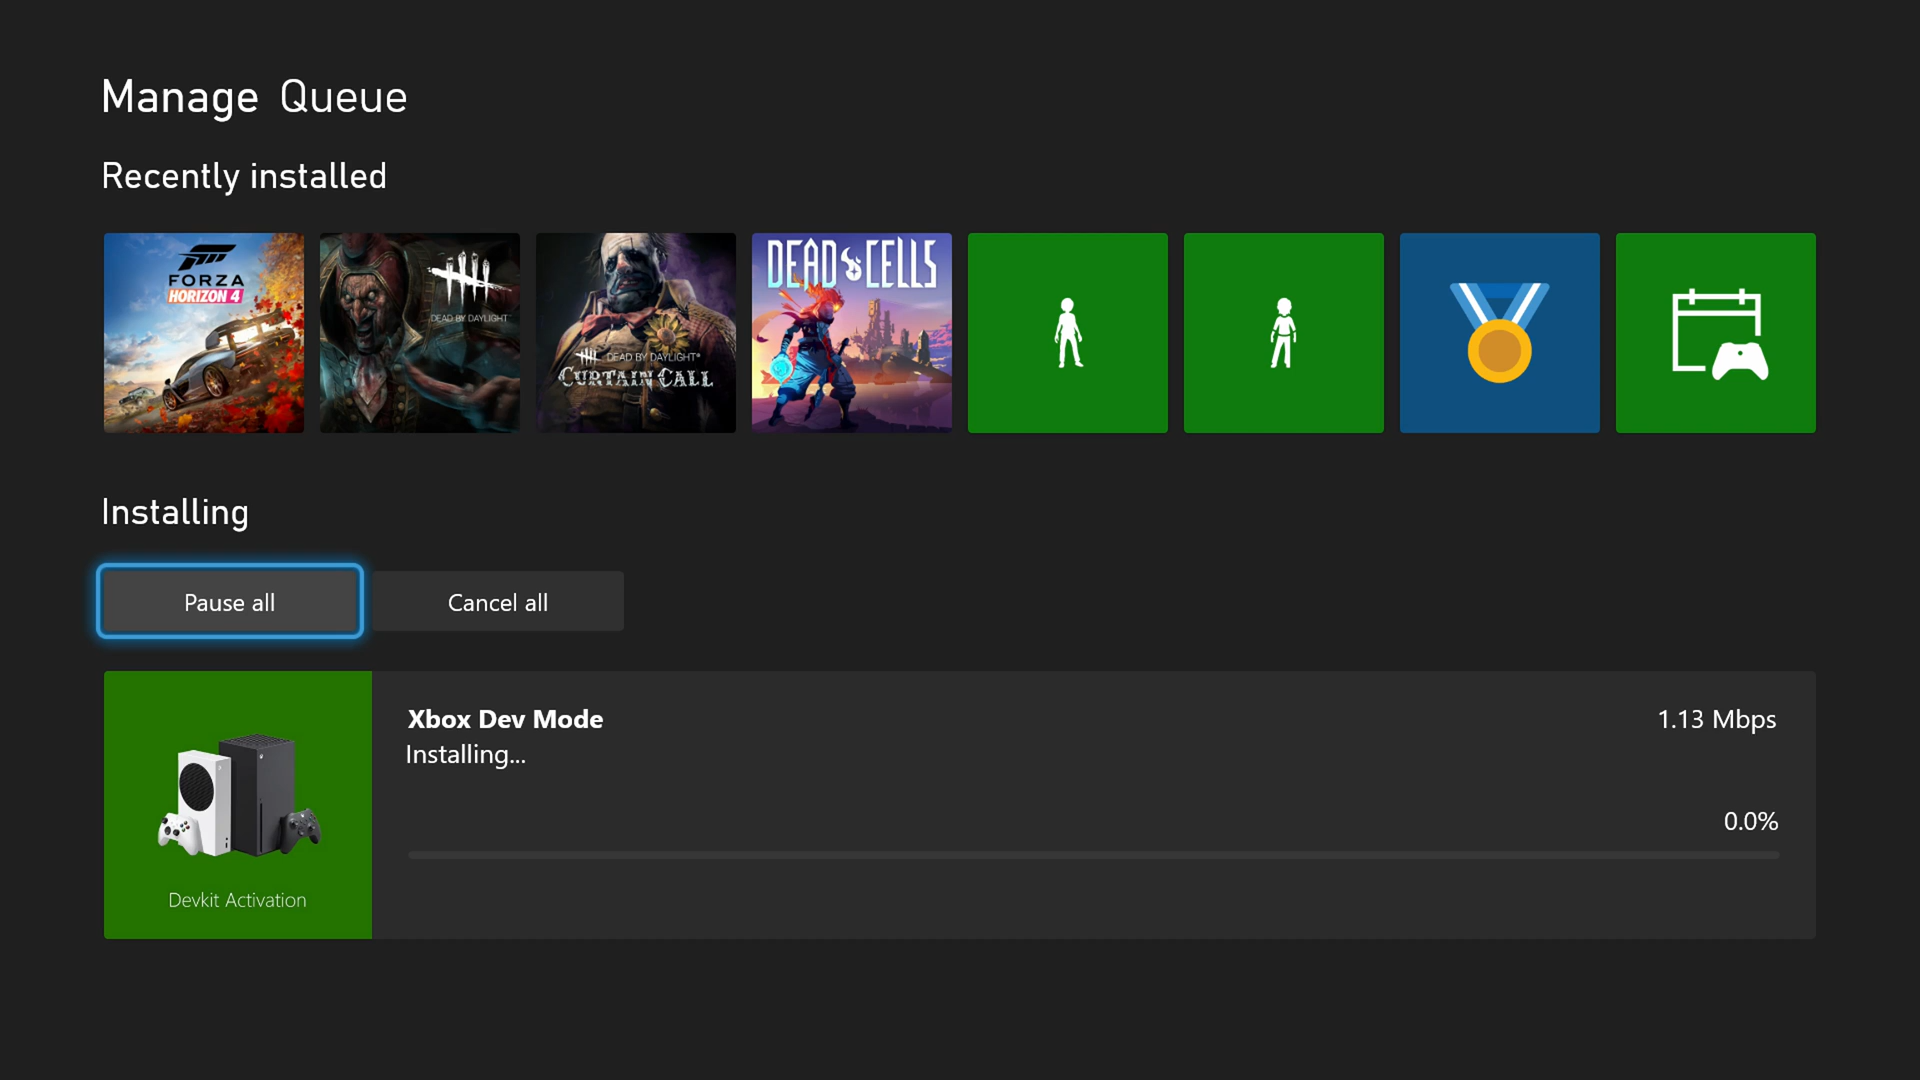 Manage Queue
Recently installed
FORZA
HORIZON 4
DEAD BY DAYLIGHT
DEAD BY DAYLIGHT®
CURTAIN CALL
DEAD CELLS
Installing
Pause all
Cancel all
Xbox Dev Mode
1.13 Mbps
Installing...
0.0%
Devkit Activation